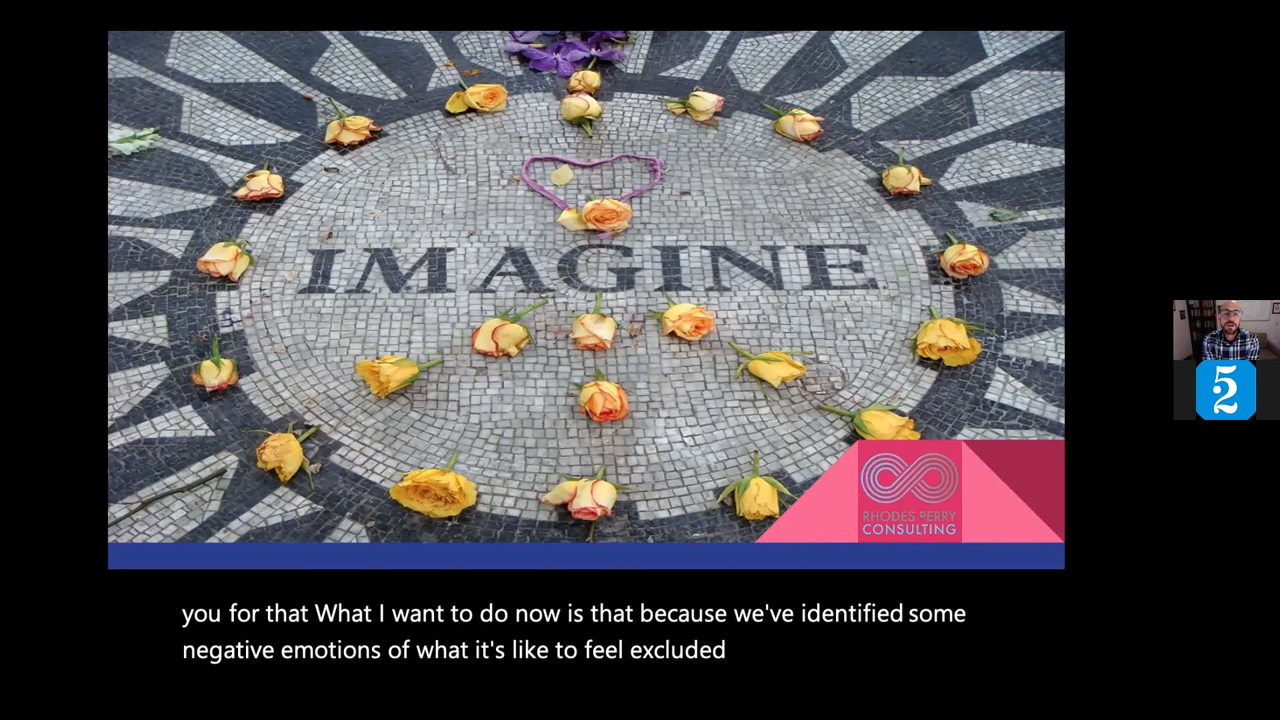 IMAGINE
RHODES PERRY
CONSULTING
5
2
you for that What I want to do now is that because we've identified some
negative emotions of what it's like to feel excluded